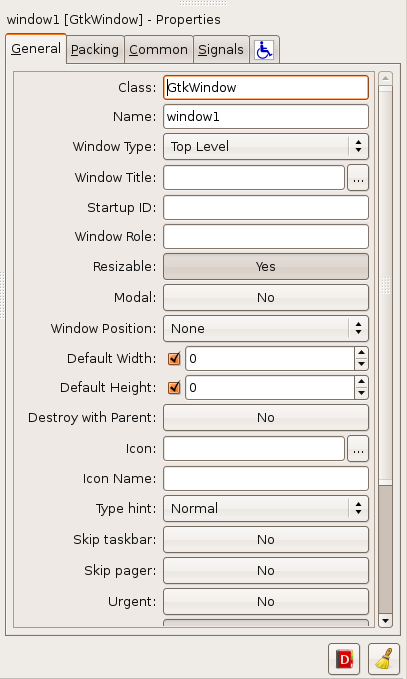 window1 [GtkWindow] - Properties
General Packing Common Signals
Class: GtkWindow
Name: window1
Window Type: Top Level
Window Title: ...
Startup ID:
Window Role:
Resizable: Yes
Modal: No
Window Position: None
Default Width: 0
Default Height: 0
Destroy with Parent: No
Icon: ...
Icon Name:
Type hint: Normal
Skip taskbar: No
Skip pager: No
Urgent: No
D